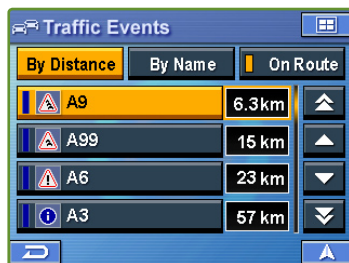 Traffic Events
By Distance By Name On Route
A9 6.3km
A99 15 km
A6 23 km
A3 57 km